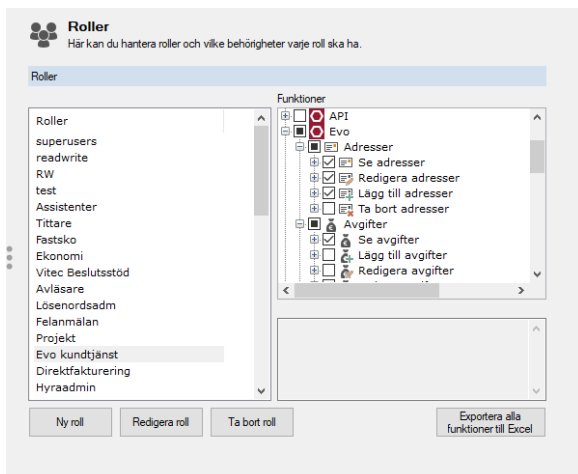 Roller
Här kan du hantera roller och vilke behörigheter varje roll ska ha.
Roller
Roller
superusers
readwrite
RW
test
Assistenter
Tittare
Fastsko
Ekonomi
Vitec Beslutsstöd
Avläsare
Lösenordsadm
Felanmälan
Projekt
Evo kundtjänst
Direktfakturering
Hyraadmin
Funktioner
API
Evo
Adresser
Se adresser
Redigera adresser
Lägg till adresser
Ta bort adresser
Avgifter
Se avgifter
Lägg till avgifter
Redigera avgifter
Ny roll
Redigera roll
Ta bort roll
Exportera alla
funktioner till Excel